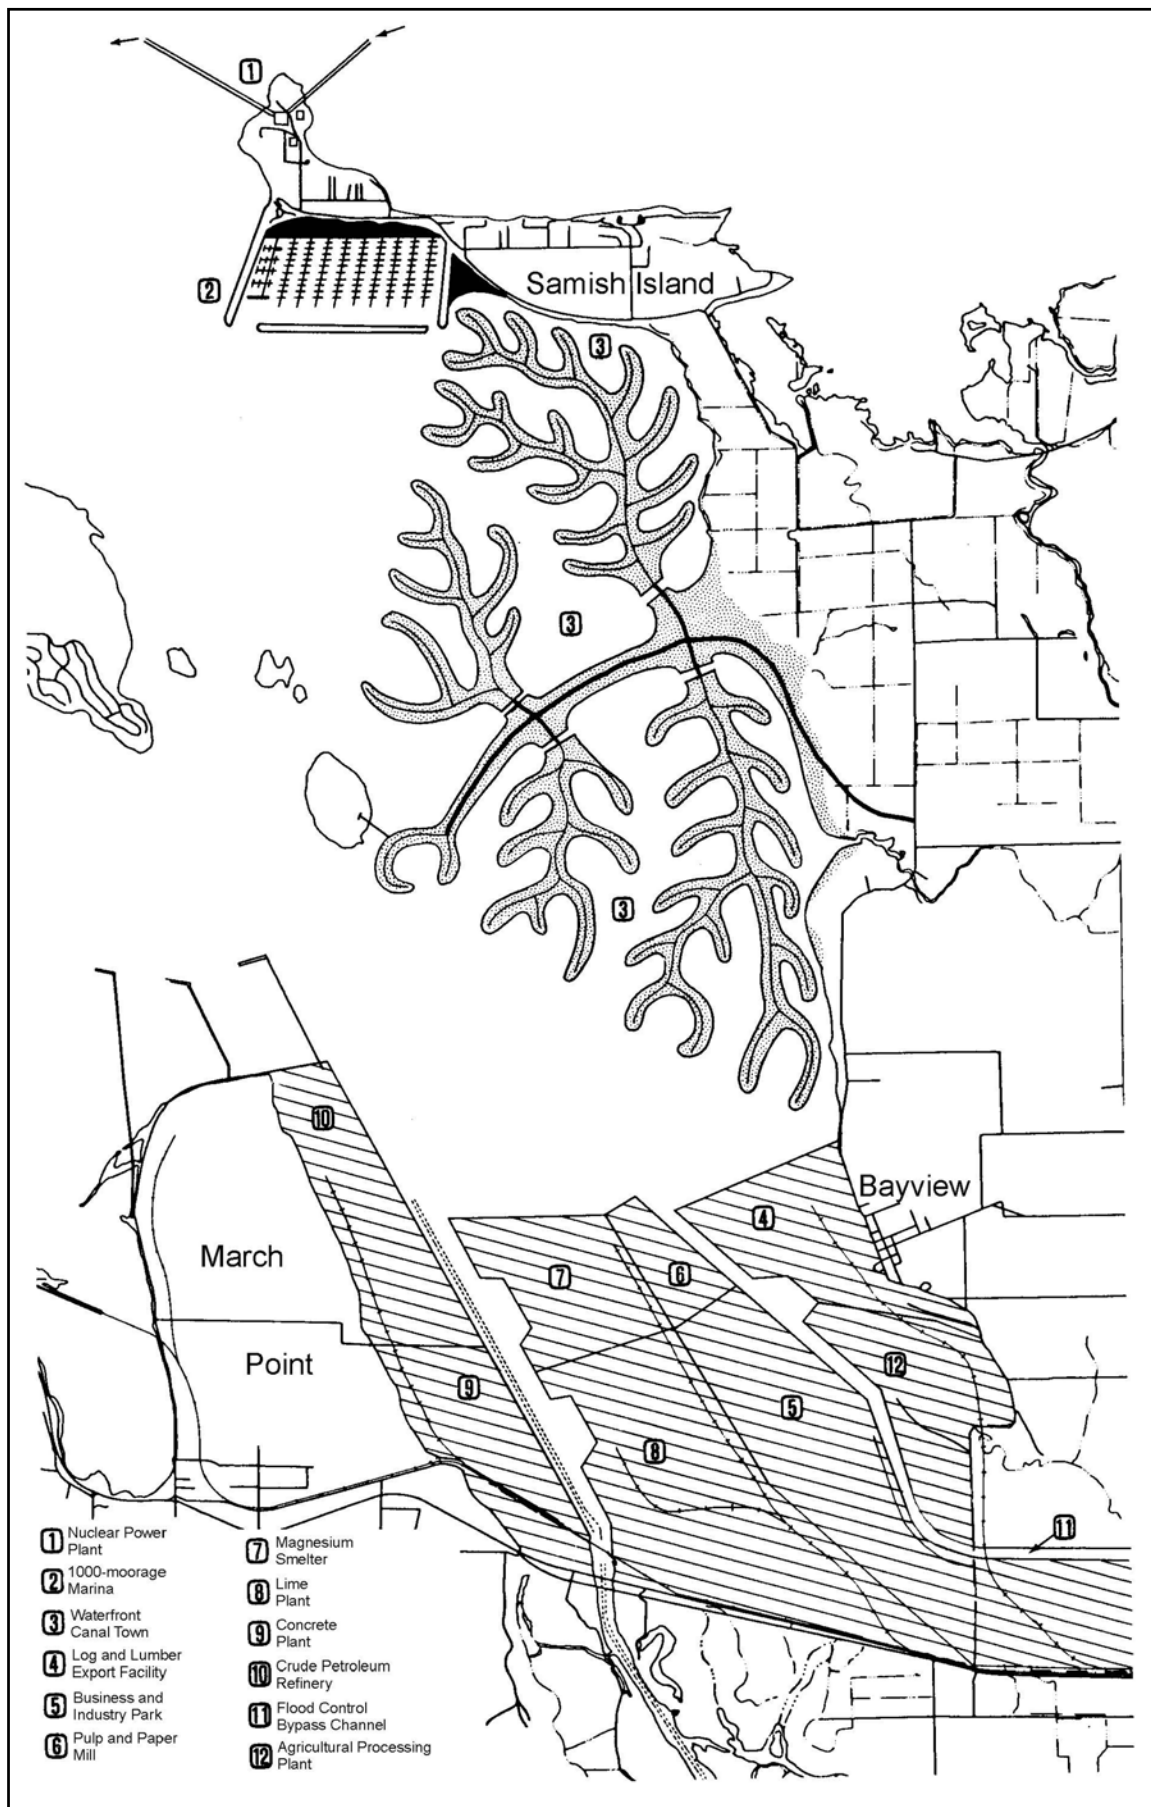 1
2
Samish Island
3
3
3
10
4
Bayview
March
7
6
12
Point
9
5
8
11
1 Nuclear Power
Plant
2 1000-moorage
Marina
3 Waterfront
Canal Town
4 Log and Lumber
Export Facility
5 Business and
Industry Park
6 Pulp and Paper
Mill
7 Magnesium
Smelter
8 Lime
Plant
9 Concrete
Plant
10 Crude Petroleum
Refinery
11 Flood Control
Bypass Channel
12 Agricultural Processing
Plant